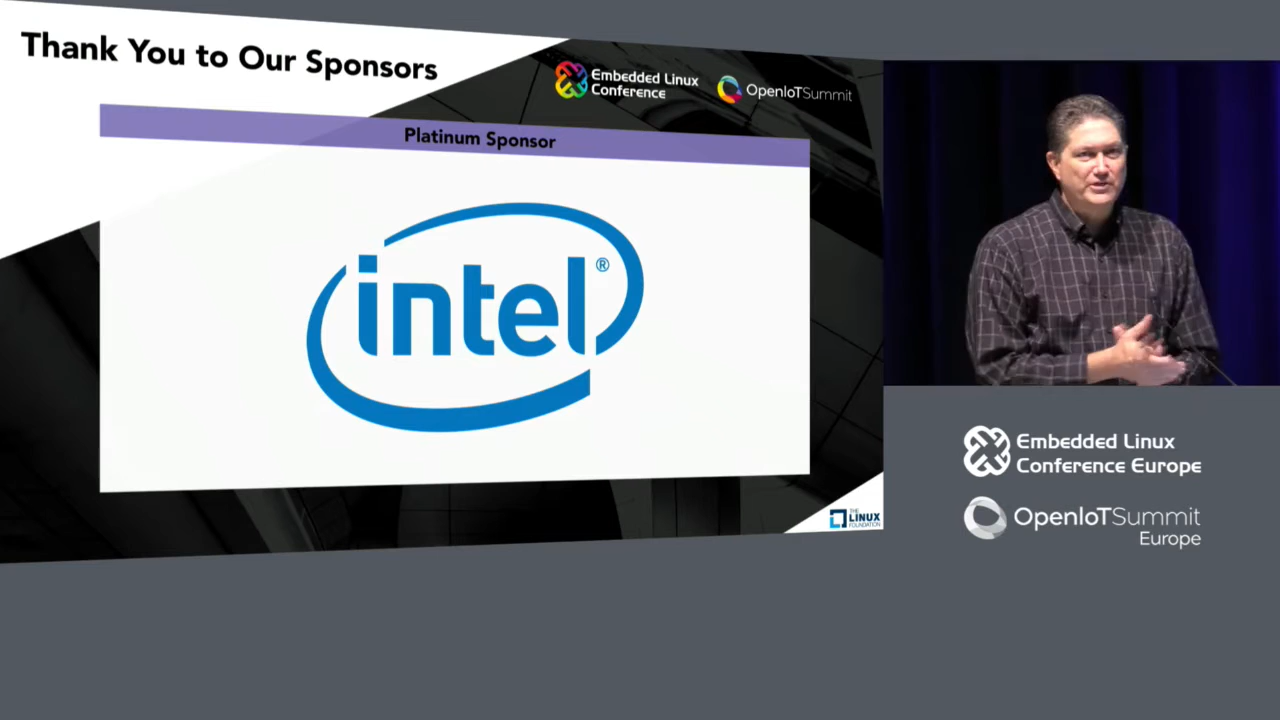 Thank You to Our Sponsors
Embedded Linux
Conference
OpenIoTSummit
Platinum Sponsor
intel®
THE
LINUX
FOUNDATION
Embedded Linux
Conference Europe
OpenIoTSummit
Europe